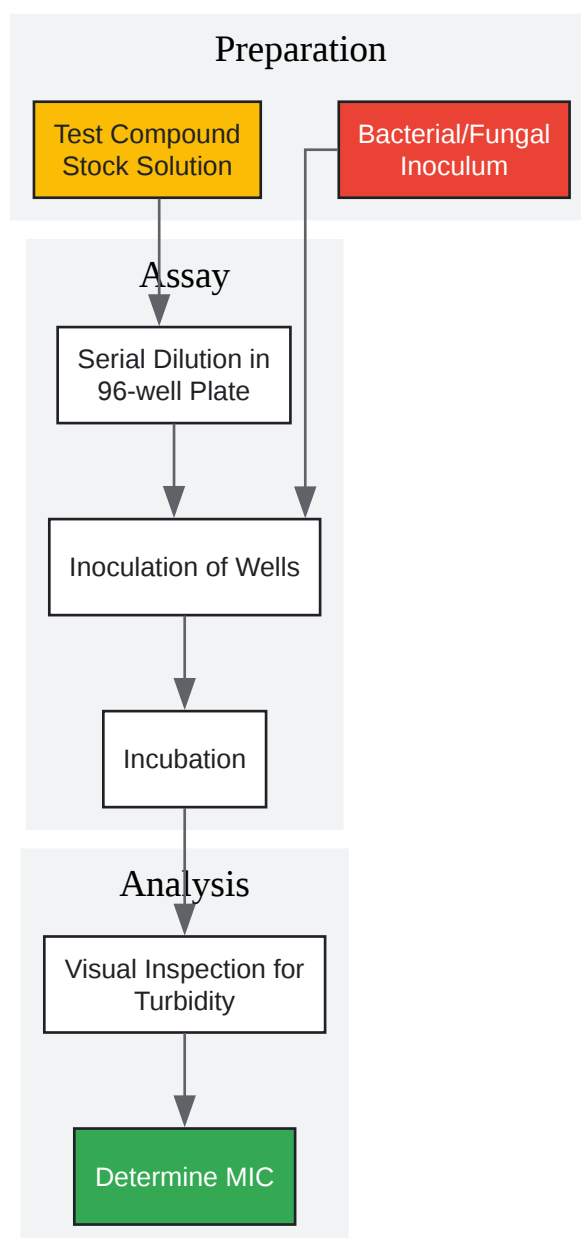 Preparation
Test Compound
Stock Solution
Bacterial/Fungal
Inoculum
Assay
Serial Dilution in
96-well Plate
Inoculation of Wells
Incubation
Analysis
Visual Inspection for
Turbidity
Determine MIC